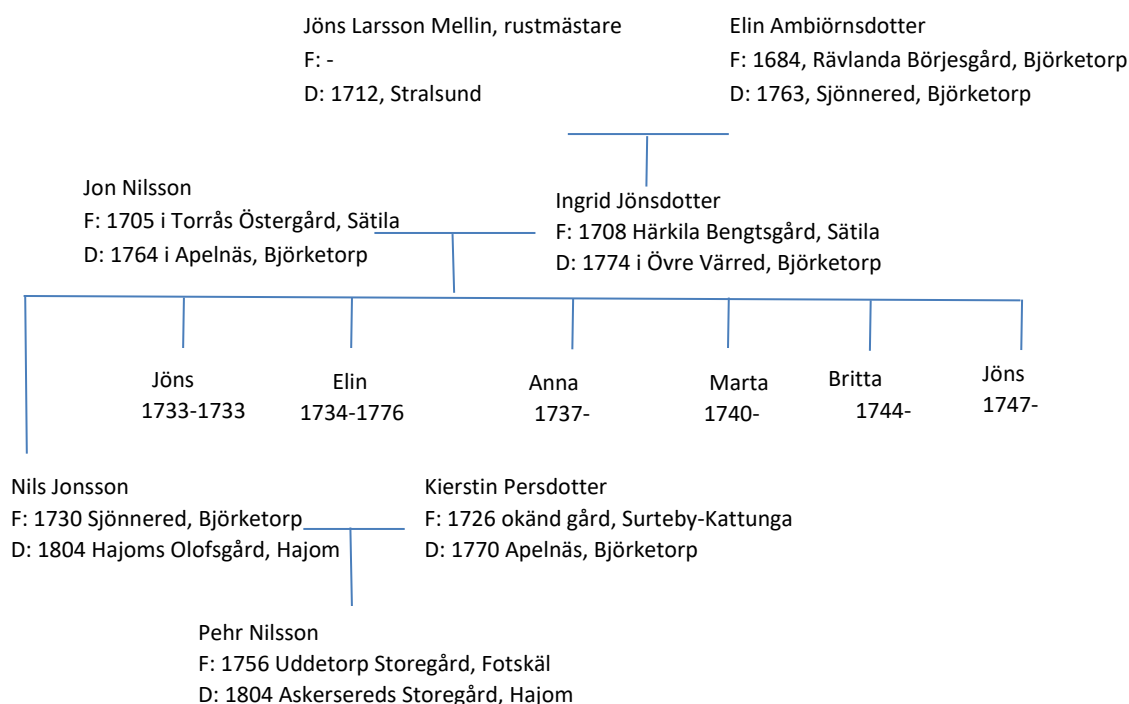 Jöns Larsson Mellin, rustmästare
F: -
D: 1712, Stralsund
Elin Ambiörnsdotter
F: 1684, Rävlanda Börjesgård, Björketorp
D: 1763, Sjönnered, Björketorp
Jon Nilsson
F: 1705 i Torrås Östergård, Sätila
D: 1764 i Apelnäs, Björketorp
Ingrid Jönsdotter
F: 1708 Härkila Bengtsgård, Sätila
D: 1774 i Övre Värred, Björketorp
Jöns
1733-1733
Elin
1734-1776
Anna
1737-
Marta
1740-
Britta
1744-
Jöns
1747-
Nils Jonsson
F: 1730 Sjönnered, Björketorp
D: 1804 Hajoms Olofsgård, Hajom
Kierstin Persdotter
F: 1726 okänd gård, Surteby-Kattunga
D: 1770 Apelnäs, Björketorp
Pehr Nilsson
F: 1756 Uddetorp Storegård, Fotskäl
D: 1804 Askersereds Storegård, Hajom